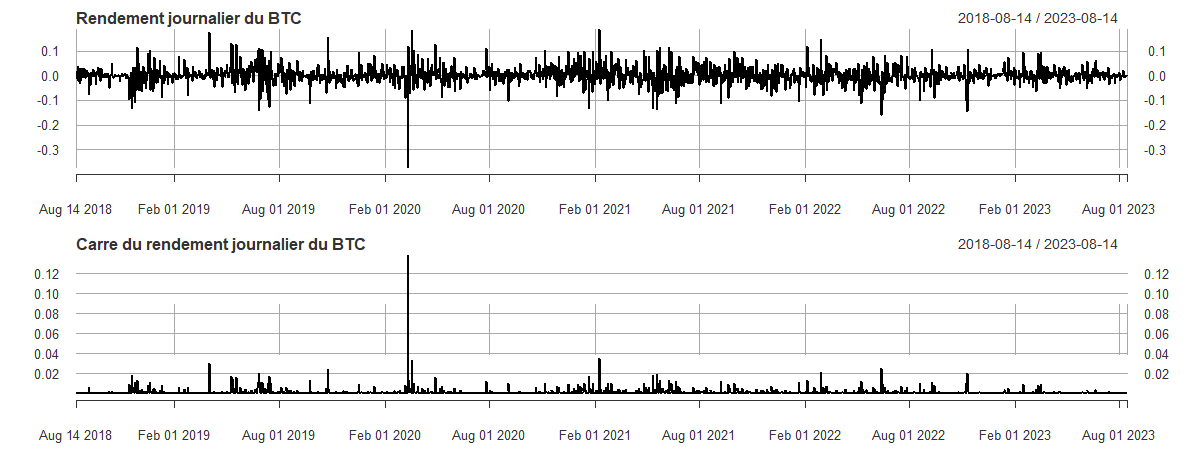 Rendement journalier du BTC 2018-08-14 / 2023-08-14
0.1 0.1
0.0 0.0
-0.1 -0.1
-0.2 -0.2
-0.3 -0.3
Aug 14 2018 Feb 01 2019 Aug 01 2019 Feb 01 2020 Aug 01 2020 Feb 01 2021 Aug 01 2021 Feb 01 2022 Aug 01 2022 Feb 01 2023 Aug 01 2023
Carre du rendement journalier du BTC 2018-08-14 / 2023-08-14
0.12 0.12
0.10 0.10
0.08 0.08
0.06 0.06
0.04 0.04
0.02 0.02
Aug 14 2018 Feb 01 2019 Aug 01 2019 Feb 01 2020 Aug 01 2020 Feb 01 2021 Aug 01 2021 Feb 01 2022 Aug 01 2022 Feb 01 2023 Aug 01 2023